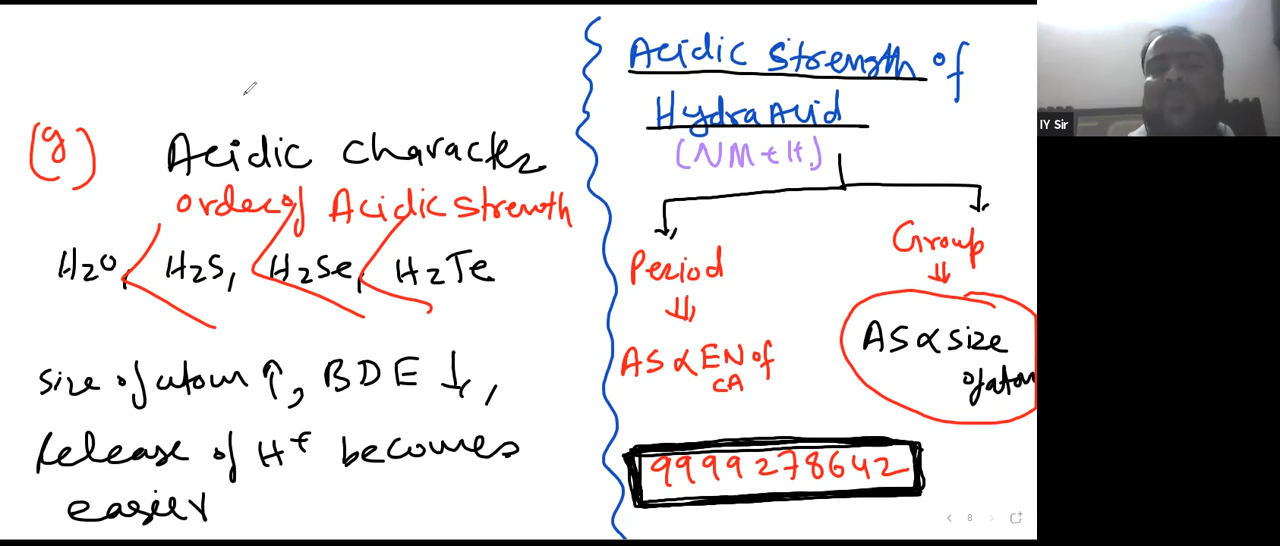 (g) Acidic character
order of Acidic strength
H2O, < H2S, < H2Se, < H2Te
size of atom ↑, BDE ↓,
release of H+ becomes
easier
Acidic strength of
Hydra Acid
(NM + H)
Period
⇓
AS ∝ EN of
CA
Group
⇓
AS ∝ size
of atom
9999278642
IY Sir
8